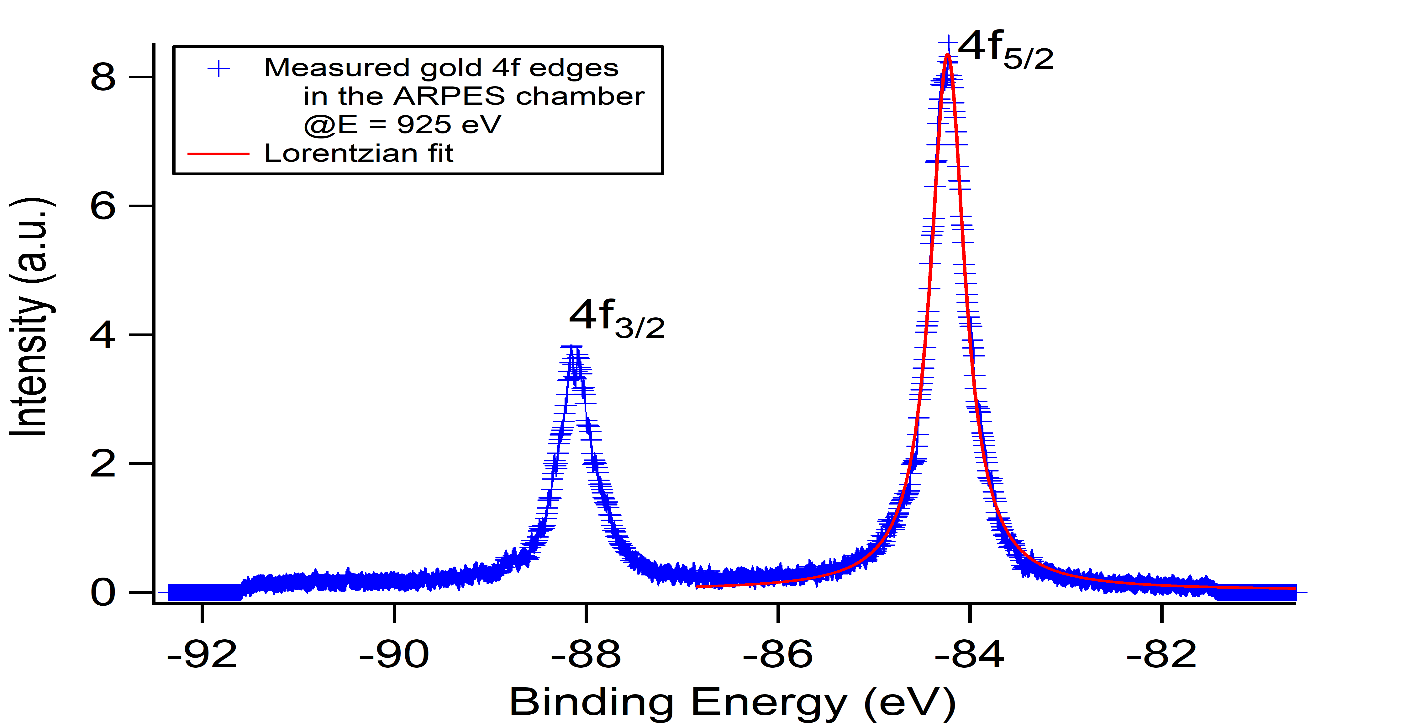 4f5/2
Measured gold 4f edges
in the ARPES chamber
@E = 925 eV
Lorentzian fit
4f3/2
8
6
4
2
0
Intensity (a.u.)
-92 -90 -88 -86 -84 -82
Binding Energy (eV)